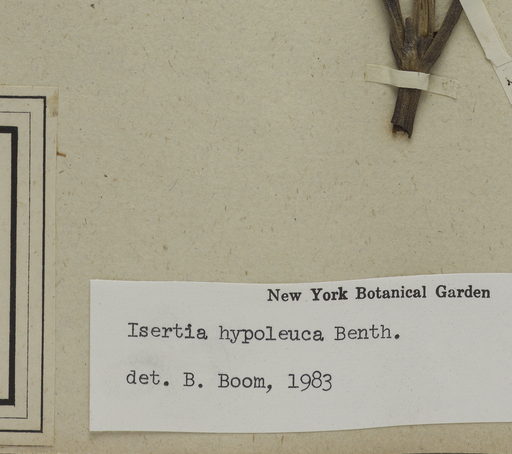 New York Botanical Garden
Isertia hypoleuca Benth.
det. B. Boom, 1983